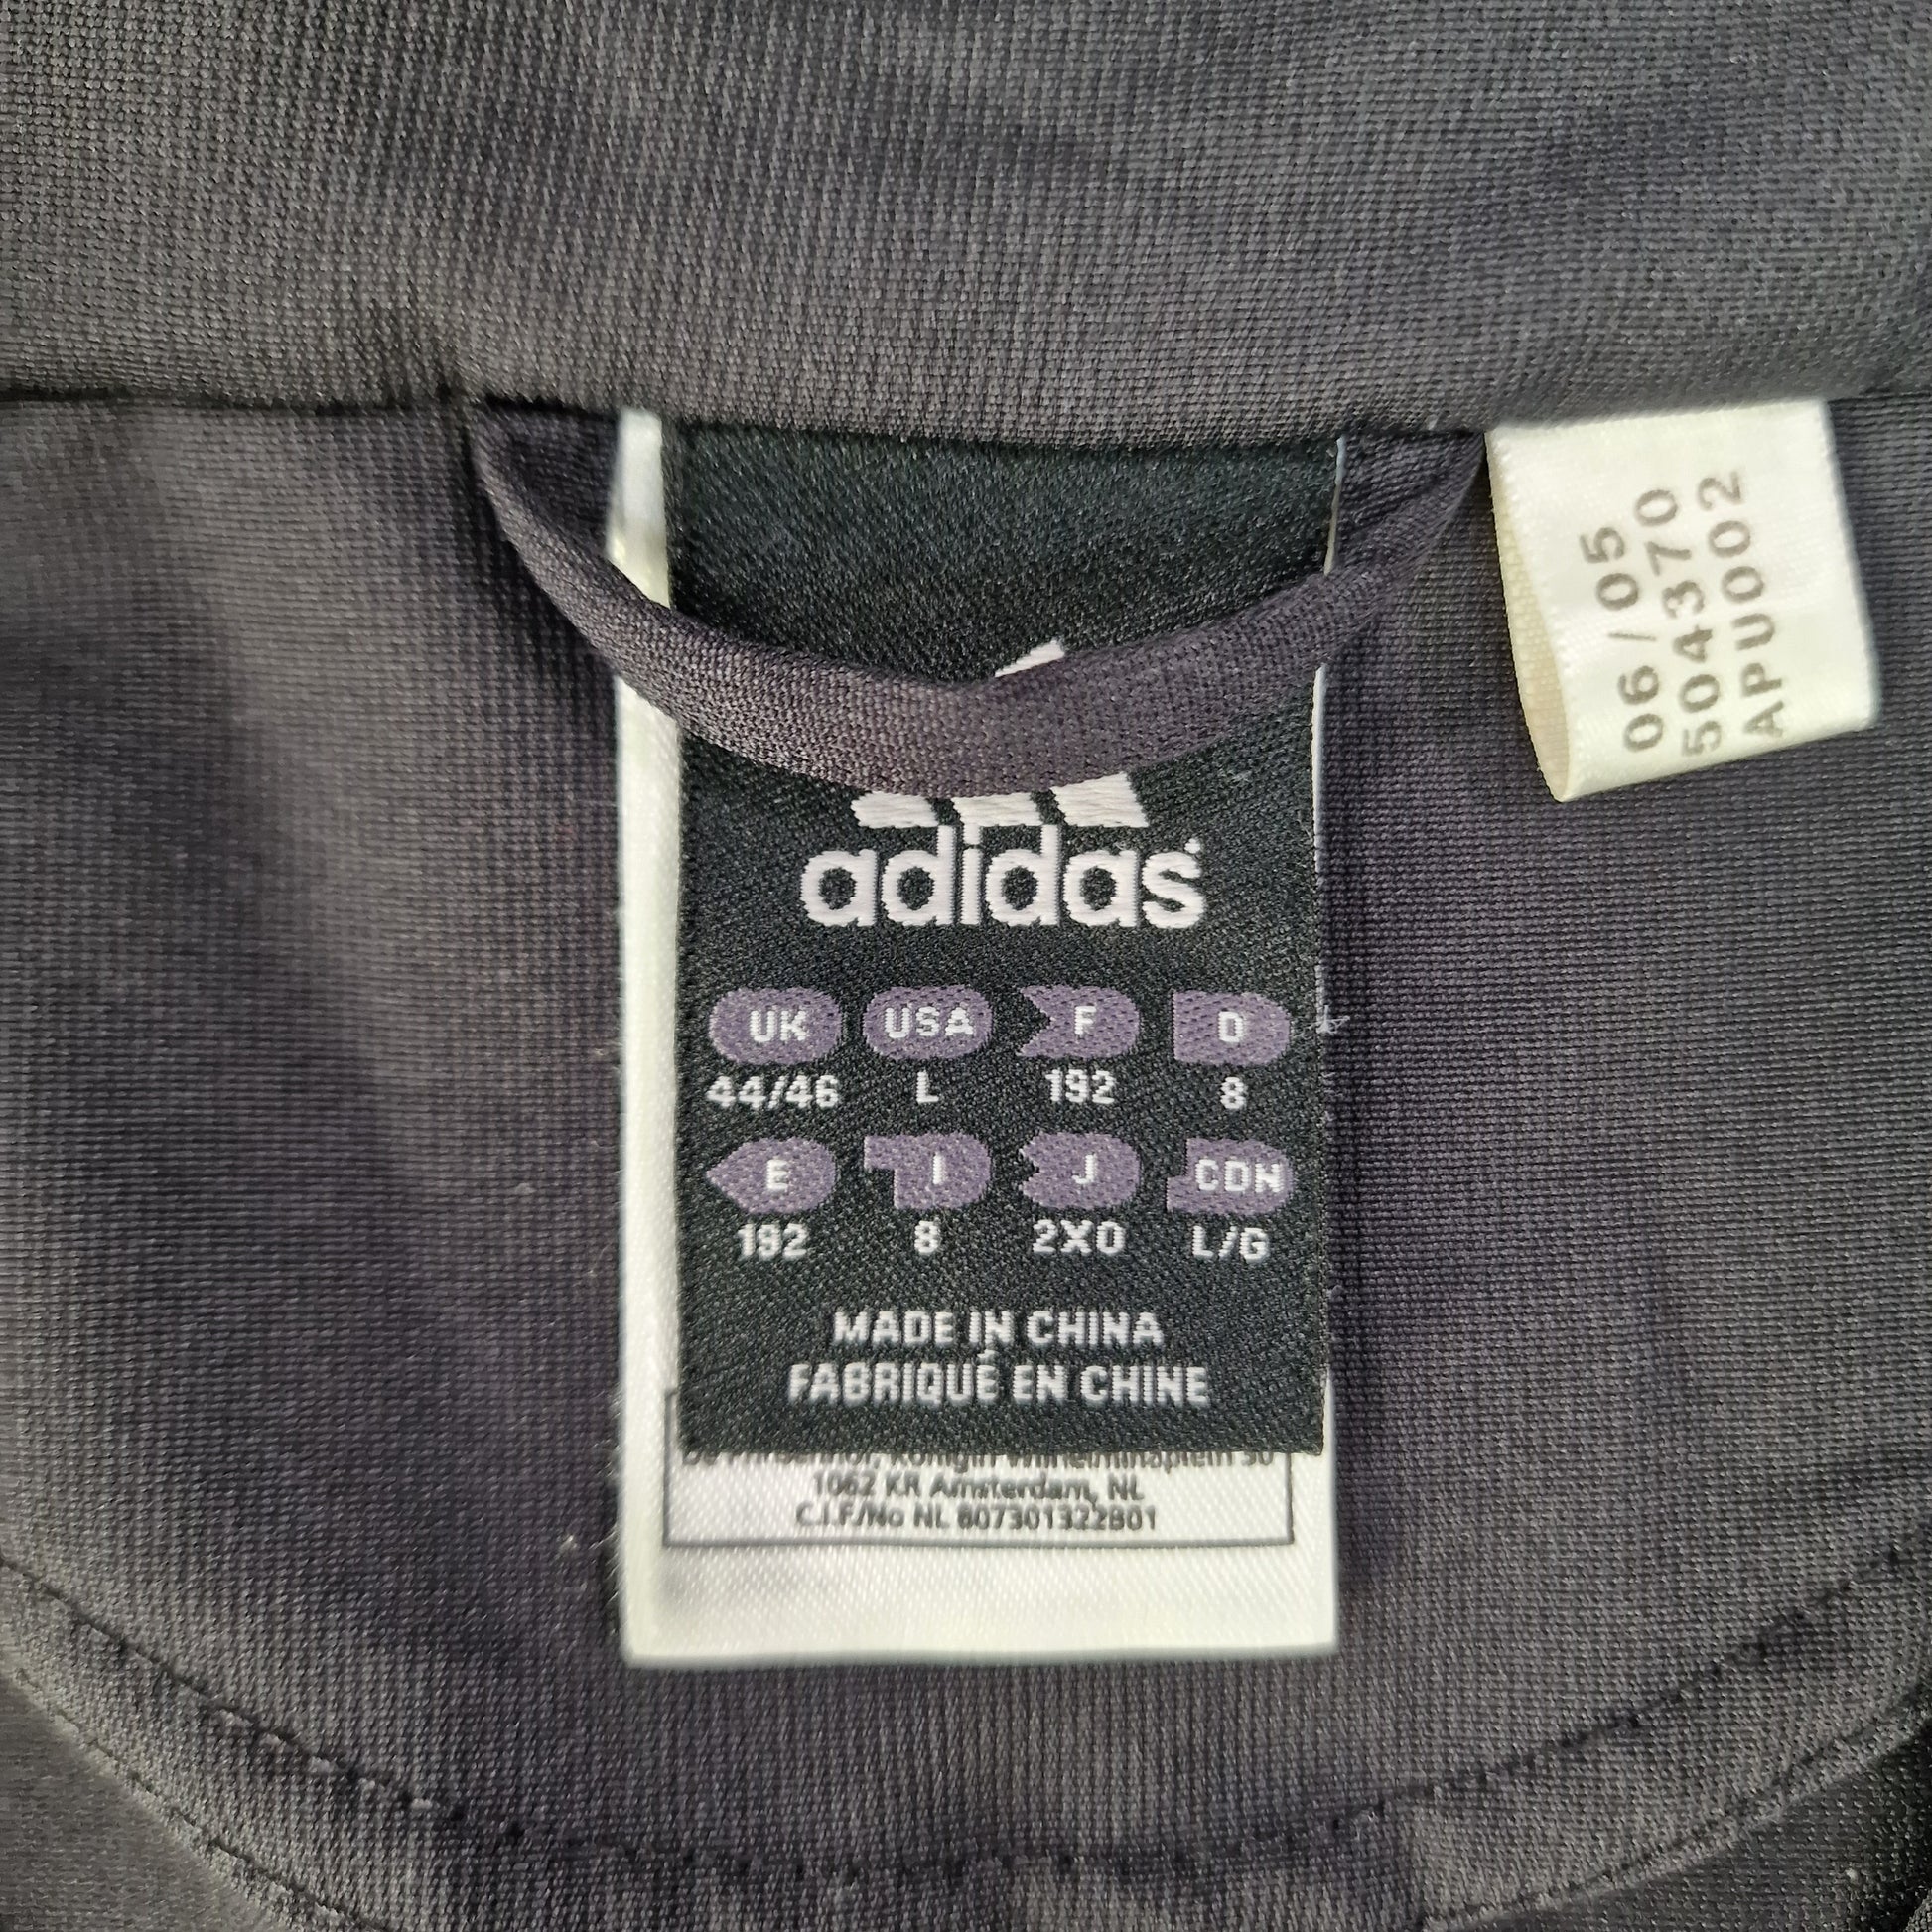 adidas
UK USA F D
44/46 L 192 8
E I J CDN
192 8 2XO L/G
MADE IN CHINA
FABRIQUÉ EN CHINE
1062 KR Amsterdam, NL
C.I.F/No NL 807301322B01
06/05
504370
APU002